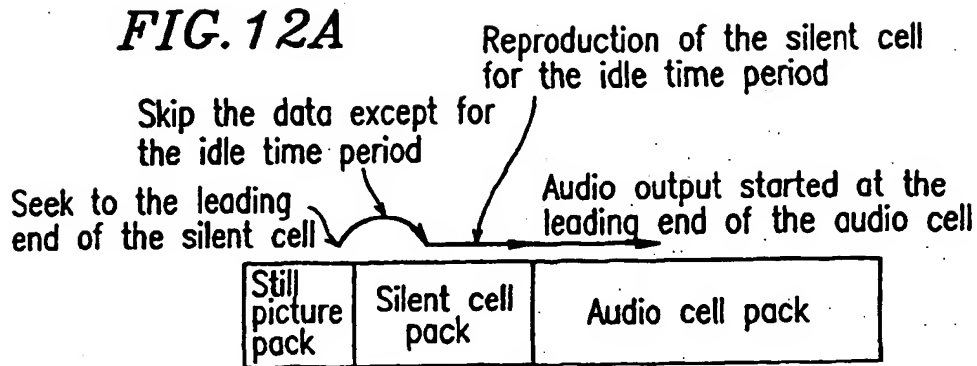 FIG. 12A
Reproduction of the silent cell
for the idle time period
Skip the data except for
the idle time period
Seek to the leading
end of the silent cell
Audio output started at the
leading end of the audio cell
Still
picture
pack
Silent cell
pack
Audio cell pack